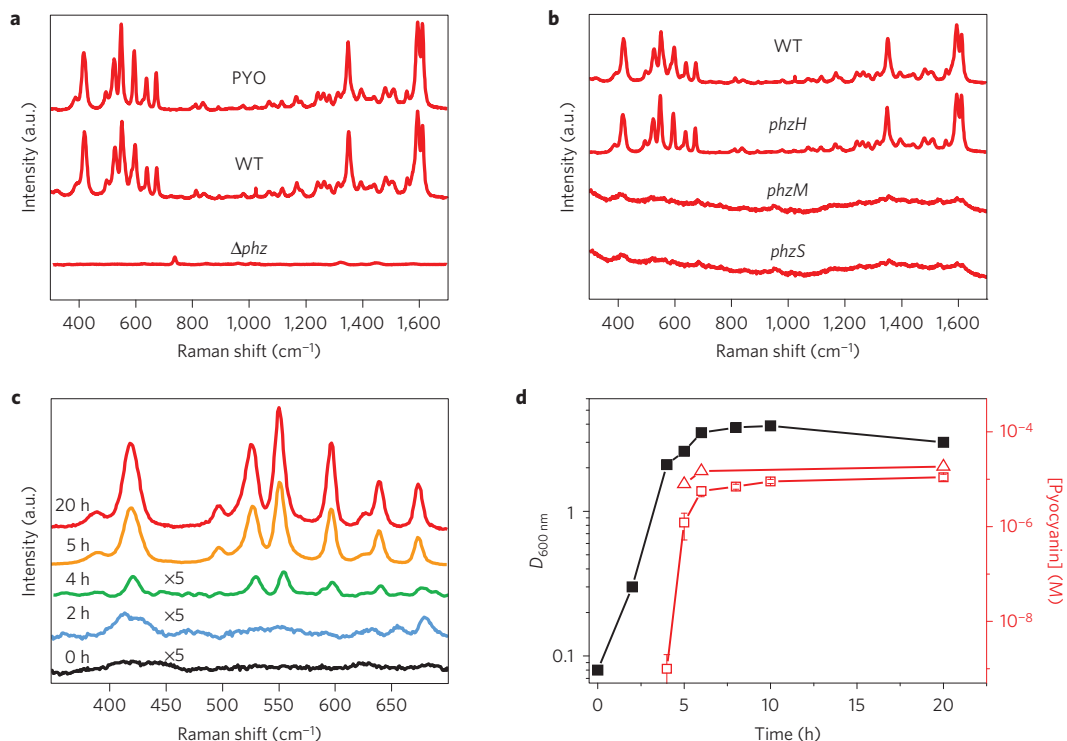 a
PYO
WT
Δphz
Intensity (a.u.)
400 600 800 1,000 1,200 1,400 1,600
Raman shift (cm⁻¹)
b
WT
phzH
phzM
phzS
Intensity (a.u.)
400 600 800 1,000 1,200 1,400 1,600
Raman shift (cm⁻¹)
c
20 h
5 h
4 h ×5
2 h ×5
0 h ×5
Intensity (a.u.)
400 450 500 550 600 650
Raman shift (cm⁻¹)
d
1
0.1
D600 nm
10⁻⁴
10⁻⁶
10⁻⁸
[Pyocyanin] (M)
0 5 10 15 20
Time (h)